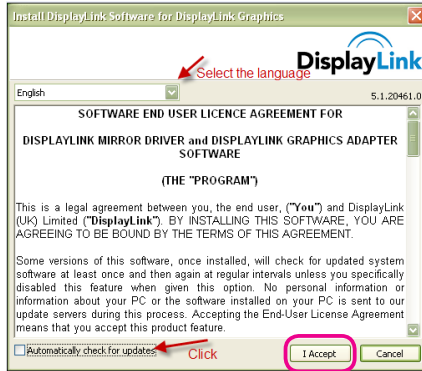 Install DisplayLink Software for DisplayLink Graphics
DisplayLink
Select the language
English
5.1.20461.0
SOFTWARE END USER LICENCE AGREEMENT FOR
DISPLAYLINK MIRROR DRIVER and DISPLAYLINK GRAPHICS ADAPTER
SOFTWARE
(THE "PROGRAM")
This is a legal agreement between you, the end user, ("You") and DisplayLink
(UK) Limited ("DisplayLink"). BY INSTALLING THIS SOFTWARE, YOU ARE
AGREEING TO BE BOUND BY THE TERMS OF THIS AGREEMENT.
Some versions of this software, once installed, will check for updated system
software at least once and then again at regular intervals unless you specifically
disabled this feature when given this option. No personal information or
information about your PC or the software installed on your PC is sent to our
update servers during this process. Accepting the End-User License Agreement
means that you accept this product feature.
Automatically check for updates
Click
I Accept
Cancel